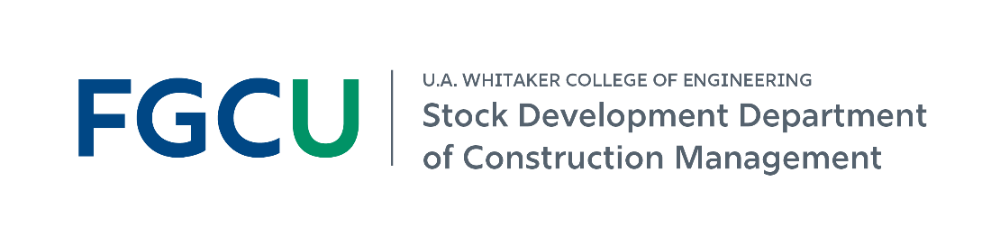 FGCU
U.A. WHITAKER COLLEGE OF ENGINEERING
Stock Development Department
of Construction Management